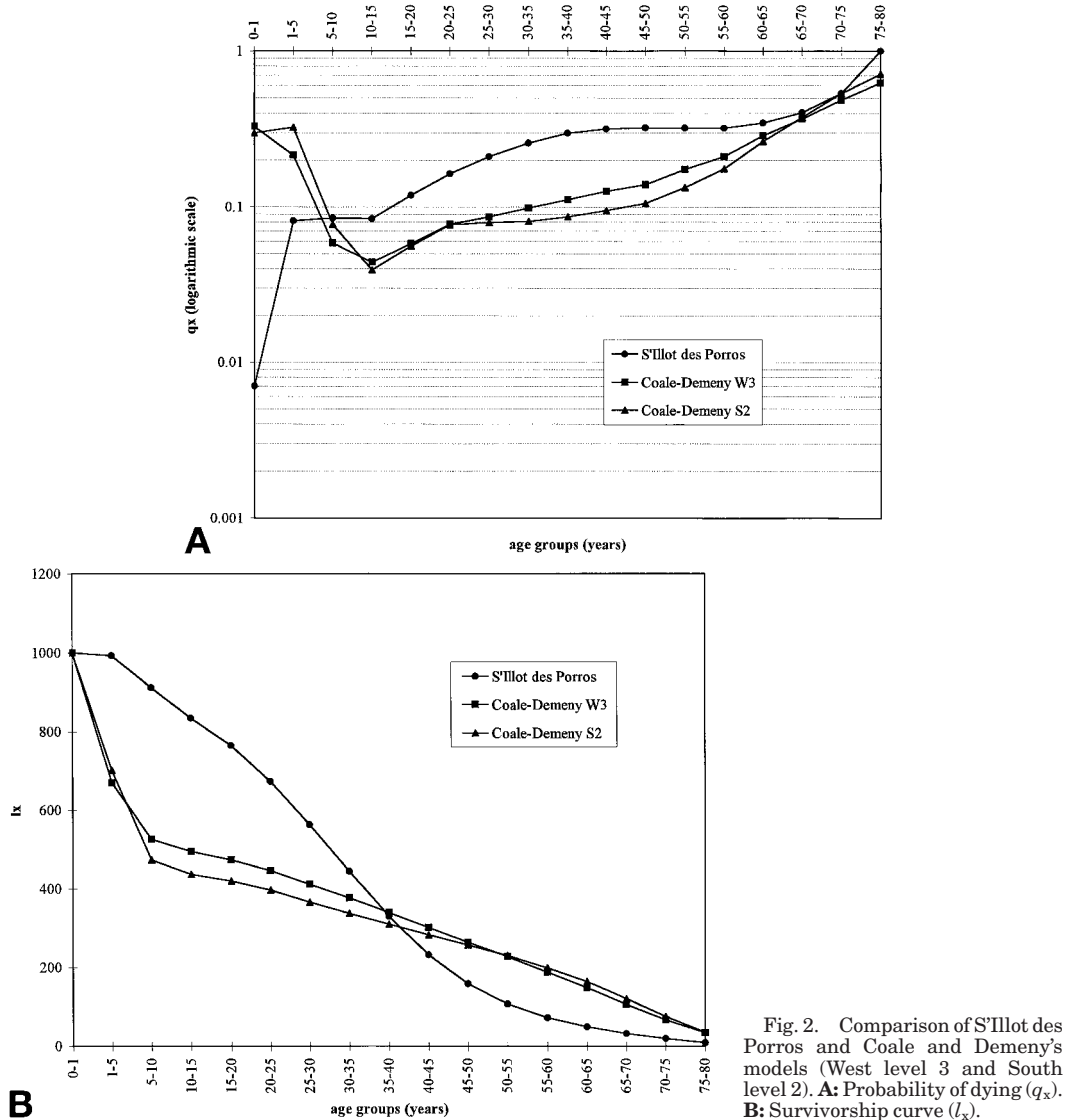 0-1 1-5 5-10 10-15 15-20 20-25 25-30 30-35 35-40 40-45 45-50 50-55 55-60 60-65 65-70 70-75 75-80
1
0.1
0.01
0.001
qx (logarithmic scale)
S'Illot des Porros
Coale-Demeny W3
Coale-Demeny S2
A
age groups (years)
1200
1000
800
600
400
200
0
lx
S'Illot des Porros
Coale-Demeny W3
Coale-Demeny S2
0-1 1-5 5-10 10-15 15-20 20-25 25-30 30-35 35-40 40-45 45-50 50-55 55-60 60-65 65-70 70-75 75-80
B
age groups (years)
Fig. 2. Comparison of S'Illot des
Porros and Coale and Demeny's
models (West level 3 and South
level 2). A: Probability of dying (qx).
B: Survivorship curve (lx).